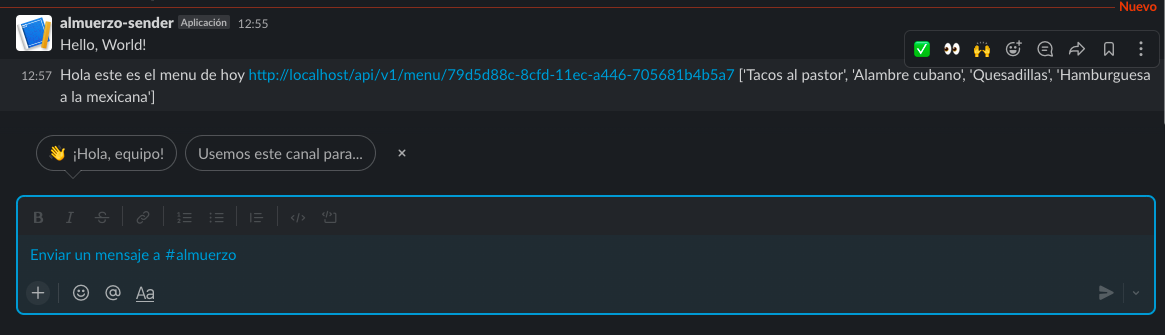 Nuevo
almuerzo-sender Aplicación 12:55
Hello, World!
12:57 Hola este es el menu de hoy http://localhost/api/v1/menu/79d5d88c-8cfd-11ec-a446-705681b4b5a7 ['Tacos al pastor', 'Alambre cubano', 'Quesadillas', 'Hamburguesa
a la mexicana']
👋 ¡Hola, equipo! Usemos este canal para... ×
B I S
Enviar un mensaje a #almuerzo
+ @ Aa